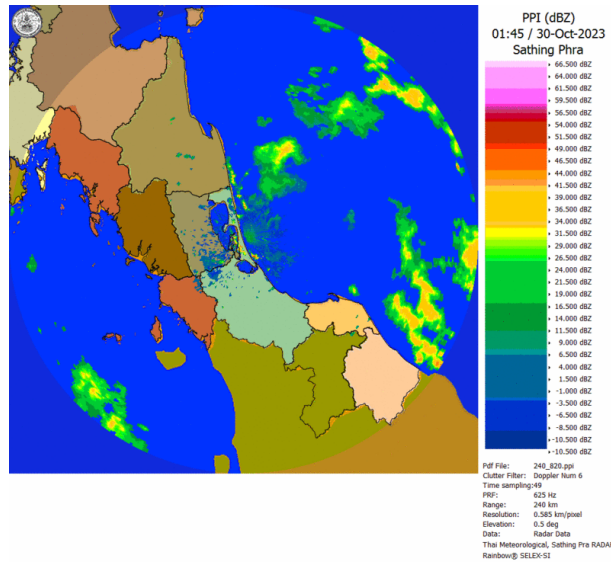 PPI (dBZ)
01:45 / 30-Oct-2023
Sathing Phra
66.500 dBZ
64.000 dBZ
61.500 dBZ
59.500 dBZ
56.500 dBZ
54.000 dBZ
51.500 dBZ
49.000 dBZ
46.500 dBZ
44.000 dBZ
41.500 dBZ
39.000 dBZ
36.500 dBZ
34.000 dBZ
31.500 dBZ
29.000 dBZ
26.500 dBZ
24.000 dBZ
21.500 dBZ
19.000 dBZ
16.500 dBZ
14.000 dBZ
11.500 dBZ
9.000 dBZ
6.500 dBZ
4.000 dBZ
1.500 dBZ
-1.000 dBZ
-3.500 dBZ
-6.500 dBZ
-8.500 dBZ
-10.500 dBZ
-10.500 dBZ
Pdf File: 240_820.ppi
Clutter Filter: Doppler Num 6
Time sampling:49
PRF: 625 Hz
Range: 240 km
Resolution: 0.585 km/pixel
Elevation: 0.5 deg
Data: Radar Data
Thai Meteorological, Sathing Pra RADAR
Rainbow® SELEX-SI